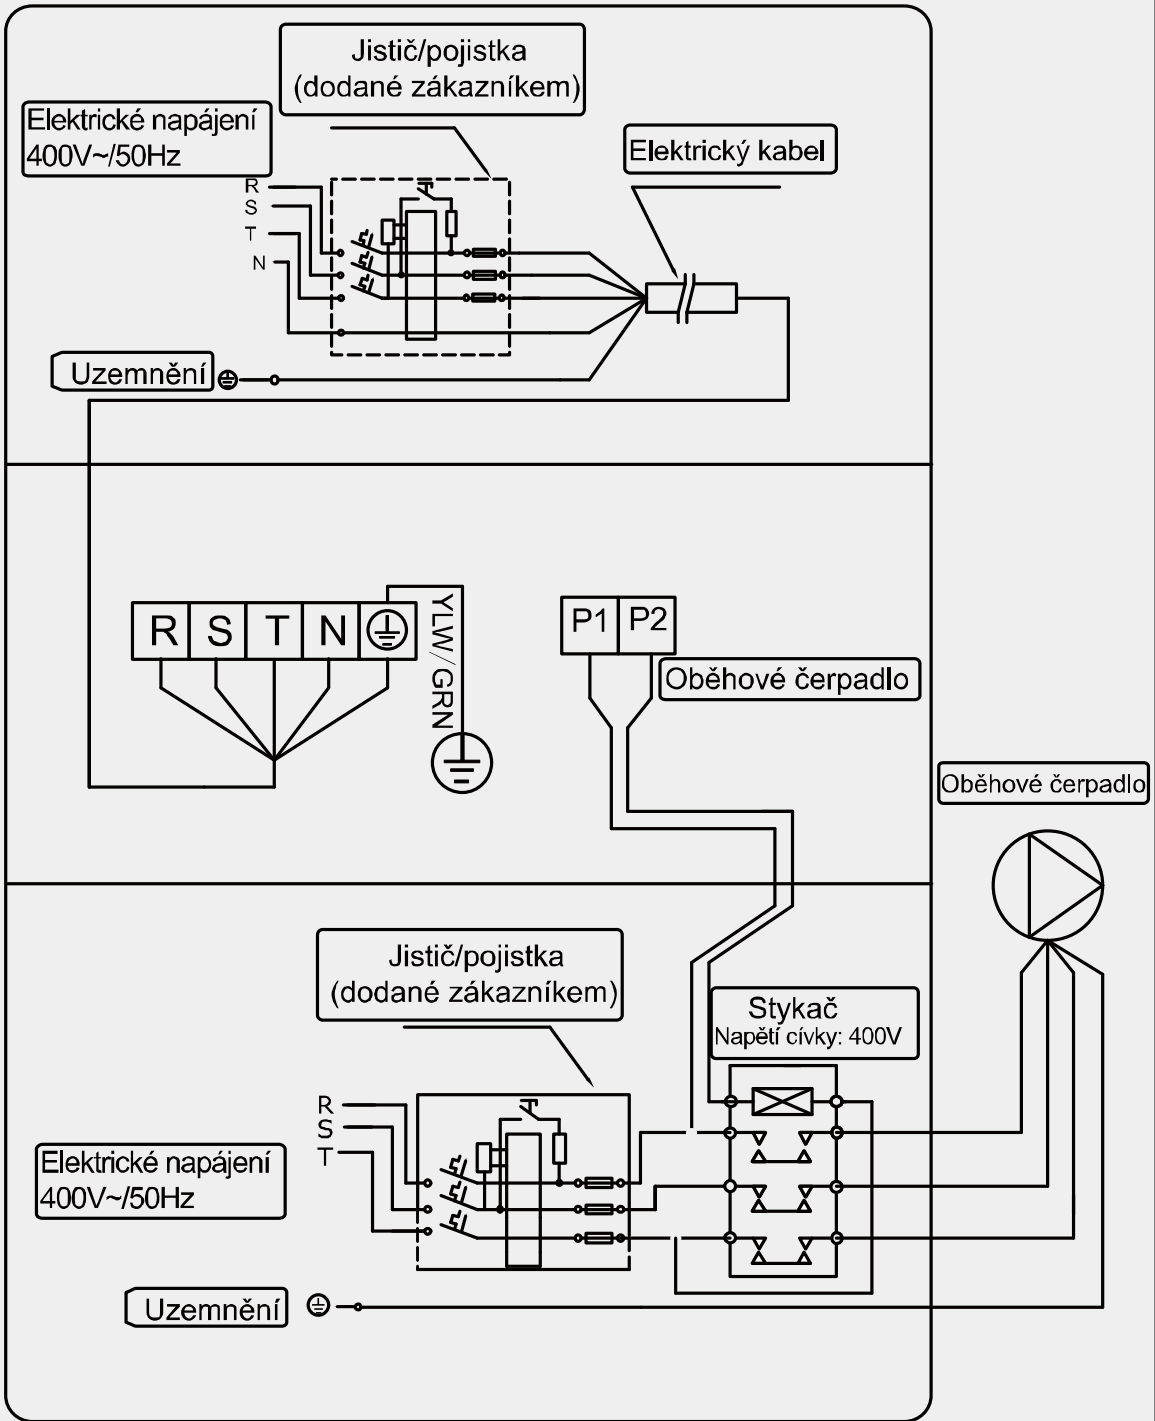 Jistič/pojistka
(dodané zákazníkem)
Elektrické napájení
400V~/50Hz
Elektrický kabel
R
S
T
N
Uzemnění
R S T N
YLW/GRN
P1 P2
Oběhové čerpadlo
Oběhové čerpadlo
Jistič/pojistka
(dodané zákazníkem)
Stykač
Napětí cívky: 400V
R
S
T
Elektrické napájení
400V~/50Hz
Uzemnění